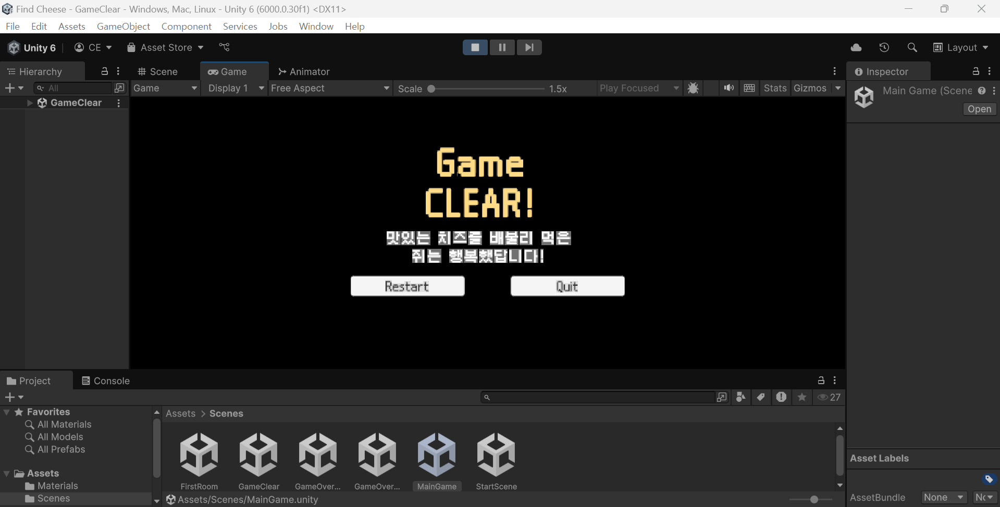 Find Cheese - GameClear - Windows, Mac, Linux - Unity 6 (6000.0.30f1) <DX11>
File Edit Assets GameObject Component Services Jobs Window Help
Unity 6 CE Asset Store Layout
Hierarchy Scene Game Animator Inspector
All Game Display 1 Free Aspect Scale 1.5x Play Focused Stats Gizmos
Main Game (Scene
Open
GameClear
Game
CLEAR!
맛있는 치즈를 배불리 먹은
쥐는 행복했답니다!
Restart Quit
Project Console
27
Favorites
All Materials
All Models
All Prefabs
Assets
Materials
Scenes
Assets > Scenes
FirstRoom GameClear GameOver... GameOver... MainGame StartScene
Assets/Scenes/MainGame.unity
Asset Labels
AssetBundle None